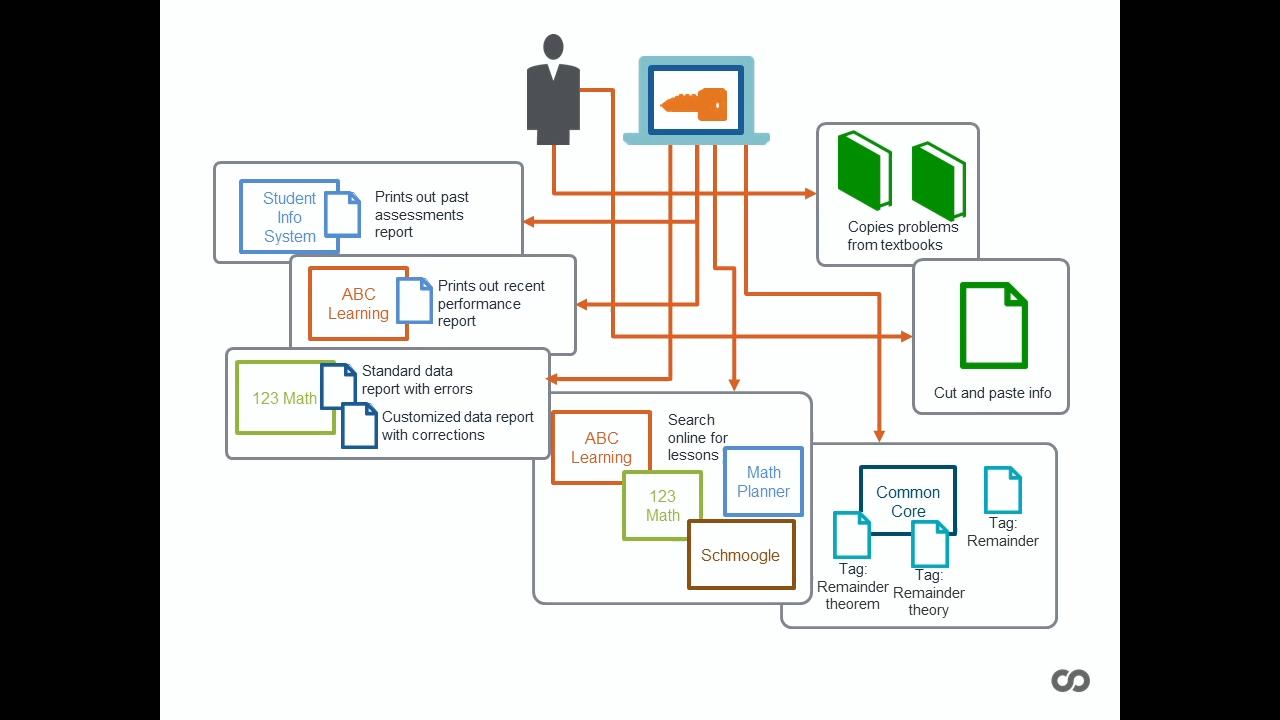 Student
Info
System
Prints out past
assessments
report
ABC
Learning
Prints out recent
performance
report
123 Math
Standard data
report with errors
Customized data report
with corrections
Copies problems
from textbooks
Cut and paste info
ABC
Learning
Search
online for
lessons
123
Math
Math
Planner
Schmoogle
Common
Core
Tag:
Remainder
theorem
Tag:
Remainder
theory
Tag:
Remainder